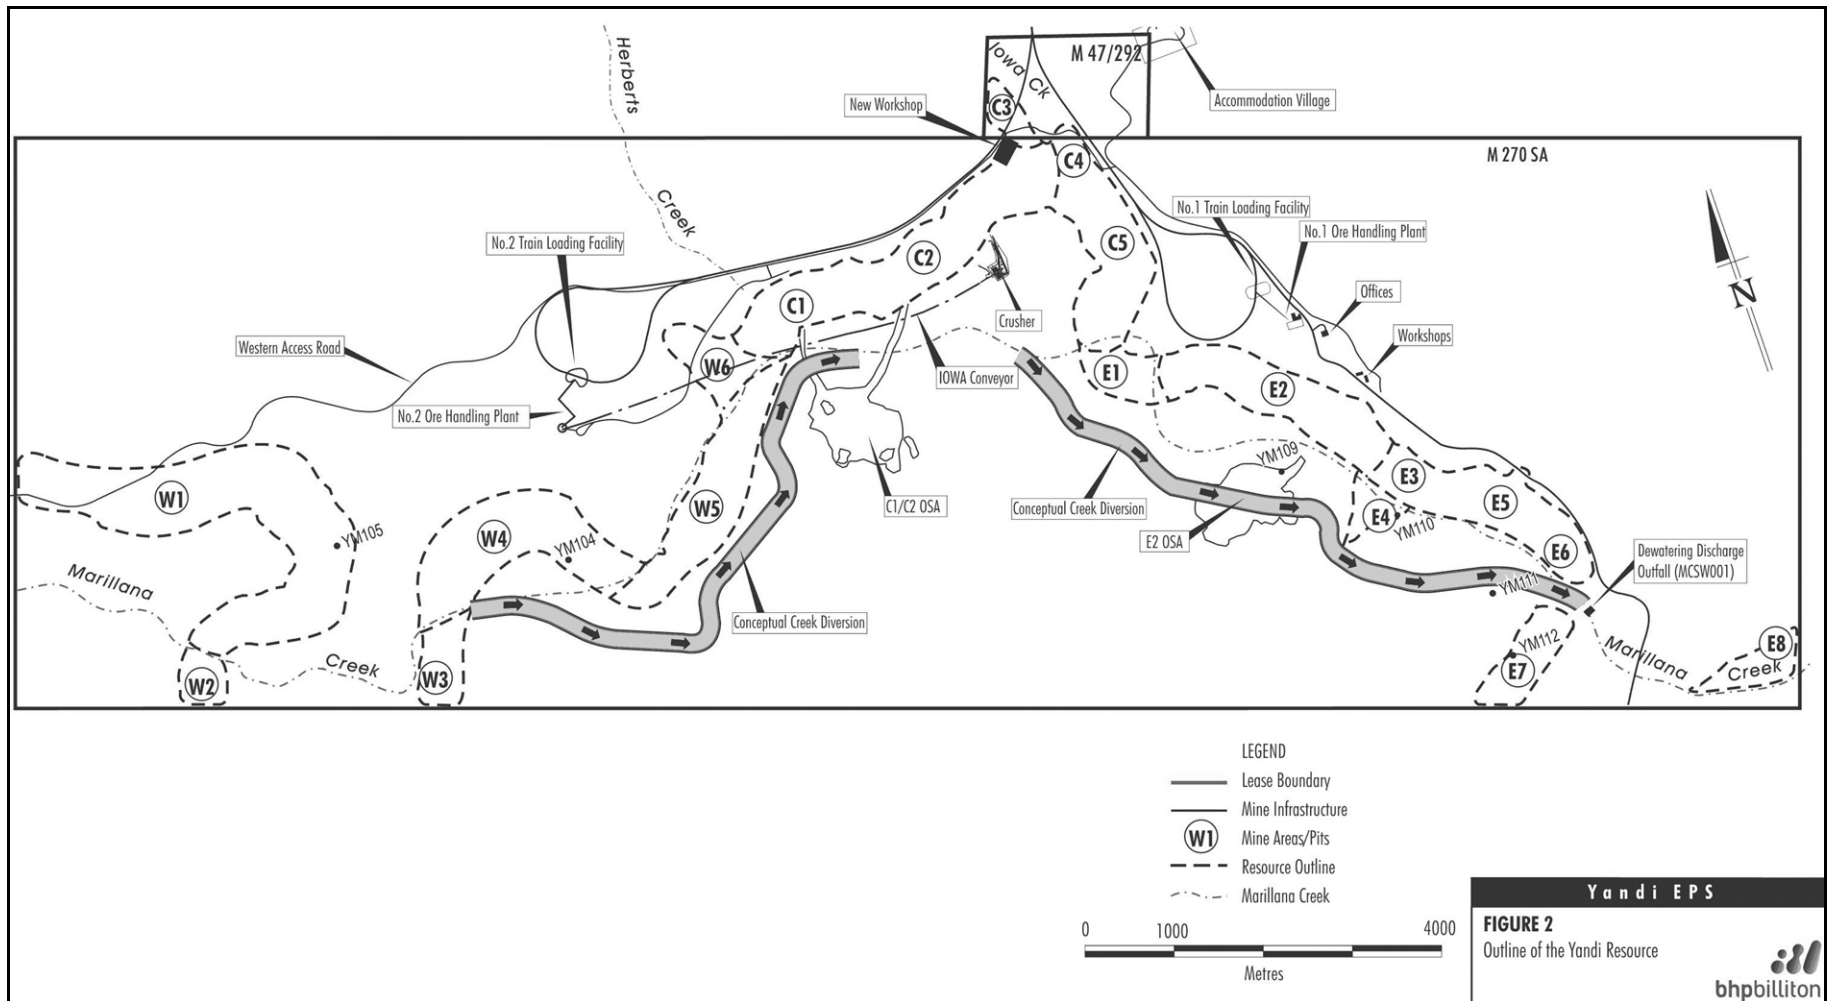 Herberts
Creek
Iowa Ck
M 47/292
Accommodation Village
New Workshop
C3
M 270 SA
C4
No.1 Train Loading Facility
No.1 Ore Handling Plant
No.2 Train Loading Facility
C2
C5
Offices
C1
Crusher
Workshops
Western Access Road
W6
IOWA Conveyor
E1
E2
No.2 Ore Handling Plant
YM109
W1
W5
C1/C2 OSA
Conceptual Creek Diversion
E3
E5
E4
YM110
W4
YM105
YM104
E2 OSA
E6
Dewatering Discharge
Outfall (MCSW001)
Marillana
Creek
YM111
Conceptual Creek Diversion
W2
W3
YM112
E7
Marillana
Creek
E8
N
LEGEND
Lease Boundary
Mine Infrastructure
W1 Mine Areas/Pits
Resource Outline
Marillana Creek
0 1000 4000
Metres
Yandi EPS
FIGURE 2
Outline of the Yandi Resource
bhpbilliton